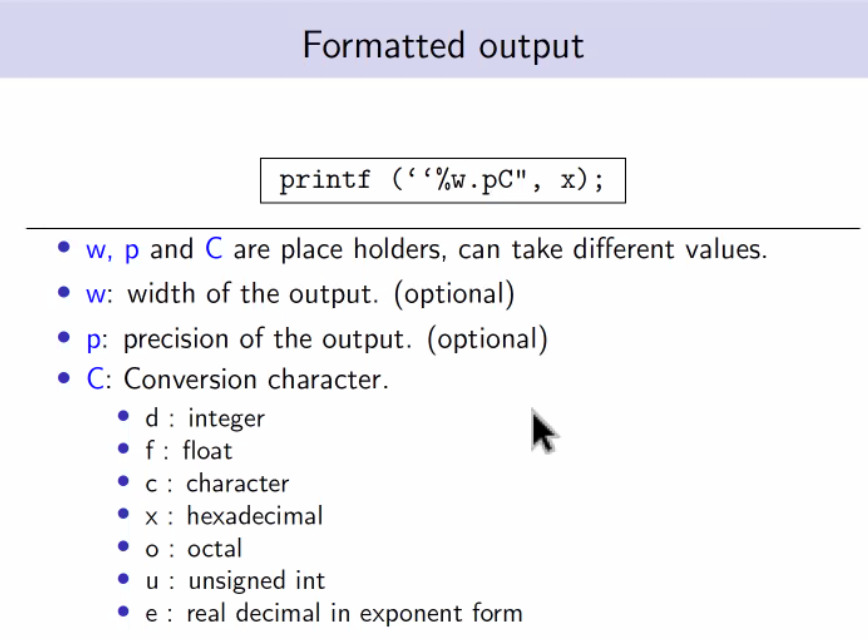 Formatted output
printf (‘‘%w.pC", x);
• w, p and C are place holders, can take different values.
• w: width of the output. (optional)
• p: precision of the output. (optional)
• C: Conversion character.
• d : integer
• f : float
• c : character
• x : hexadecimal
• o : octal
• u : unsigned int
• e : real decimal in exponent form